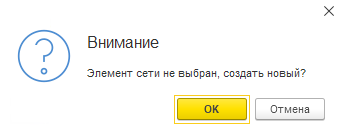 Внимание
Элемент сети не выбран, создать новый?
ОК
Отмена